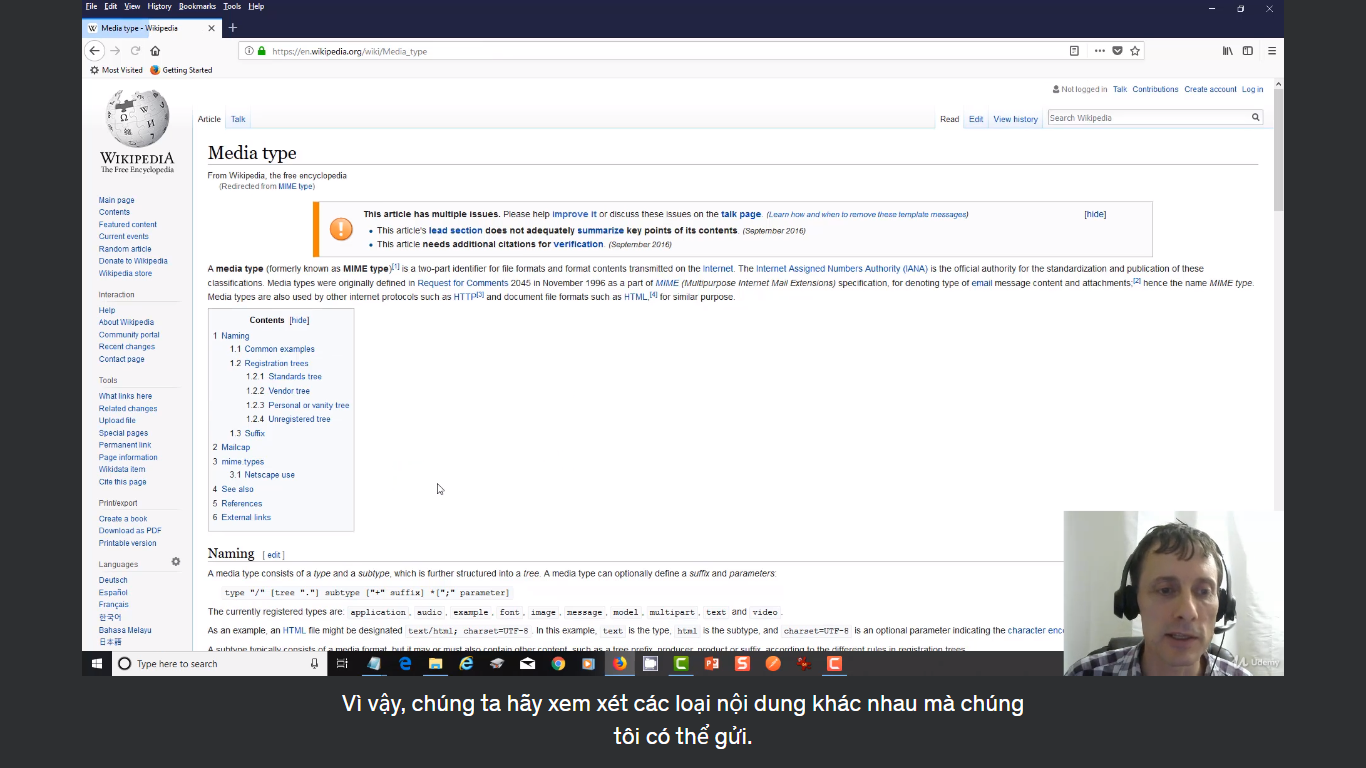 File Edit View History Bookmarks Tools Help
Media type - Wikipedia
https://en.wikipedia.org/wiki/Media_type
Most Visited Getting Started
Not logged in Talk Contributions Create account Log in
Article Talk
Read Edit View history Search Wikipedia
WIKIPEDIA
The Free Encyclopedia
Main page
Contents
Featured content
Current events
Random article
Donate to Wikipedia
Wikipedia store
Interaction
Help
About Wikipedia
Community portal
Recent changes
Contact page
Tools
What links here
Related changes
Upload file
Special pages
Permanent link
Page information
Wikidata item
Cite this page
Print/export
Create a book
Download as PDF
Printable version
Languages
Deutsch
Español
Français
한국어
Bahasa Melayu
日本語
Media type
From Wikipedia, the free encyclopedia
(Redirected from MIME type)
This article has multiple issues. Please help improve it or discuss these issues on the talk page. (Learn how and when to remove these template messages) [hide]
• This article's lead section does not adequately summarize key points of its contents. (September 2016)
• This article needs additional citations for verification. (September 2016)
A media type (formerly known as MIME type)[1] is a two-part identifier for file formats and format contents transmitted on the Internet. The Internet Assigned Numbers Authority (IANA) is the official authority for the standardization and publication of these
classifications. Media types were originally defined in Request for Comments 2045 in November 1996 as a part of MIME (Multipurpose Internet Mail Extensions) specification, for denoting type of email message content and attachments;[2] hence the name MIME type.
Media types are also used by other internet protocols such as HTTP[3] and document file formats such as HTML,[4] for similar purpose.
Contents [hide]
1 Naming
1.1 Common examples
1.2 Registration trees
1.2.1 Standards tree
1.2.2 Vendor tree
1.2.3 Personal or vanity tree
1.2.4 Unregistered tree
1.3 Suffix
2 Mailcap
3 mime.types
3.1 Netscape use
4 See also
5 References
6 External links
Naming [ edit ]
A media type consists of a type and a subtype, which is further structured into a tree. A media type can optionally define a suffix and parameters:
type "/" [tree "."] subtype ["+" suffix] *[";" parameter]
The currently registered types are: application, audio, example, font, image, message, model, multipart, text and video.
As an example, an HTML file might be designated text/html; charset=UTF-8. In this example, text is the type, html is the subtype, and charset=UTF-8 is an optional parameter indicating the character enc
A subtype typically consists of a media format, but it may or must also contain other content, such as a tree prefix, producer, product or suffix, according to the different rules in registration trees.
Type here to search
Udemy
Vì vậy, chúng ta hãy xem xét các loại nội dung khác nhau mà chúng
tôi có thể gửi.